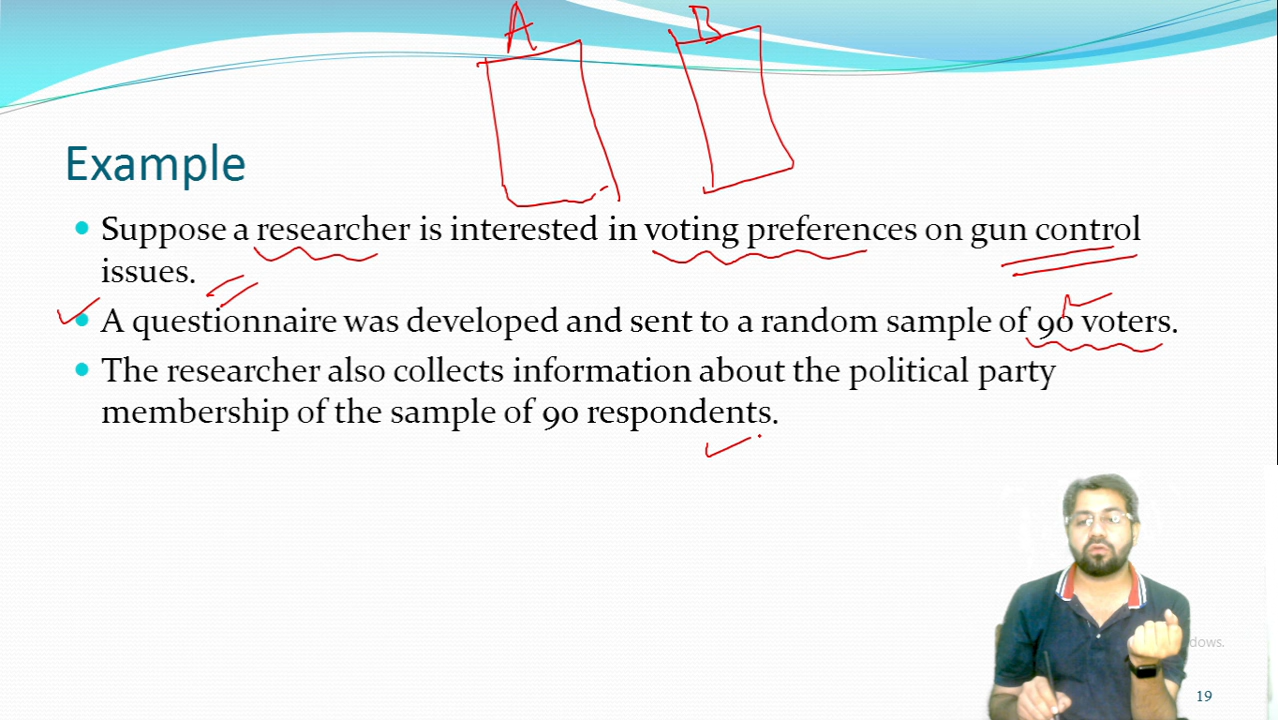 A B
Example
Suppose a researcher is interested in voting preferences on gun control
issues.
A questionnaire was developed and sent to a random sample of 90 voters.
The researcher also collects information about the political party
membership of the sample of 90 respondents.
dows.
19